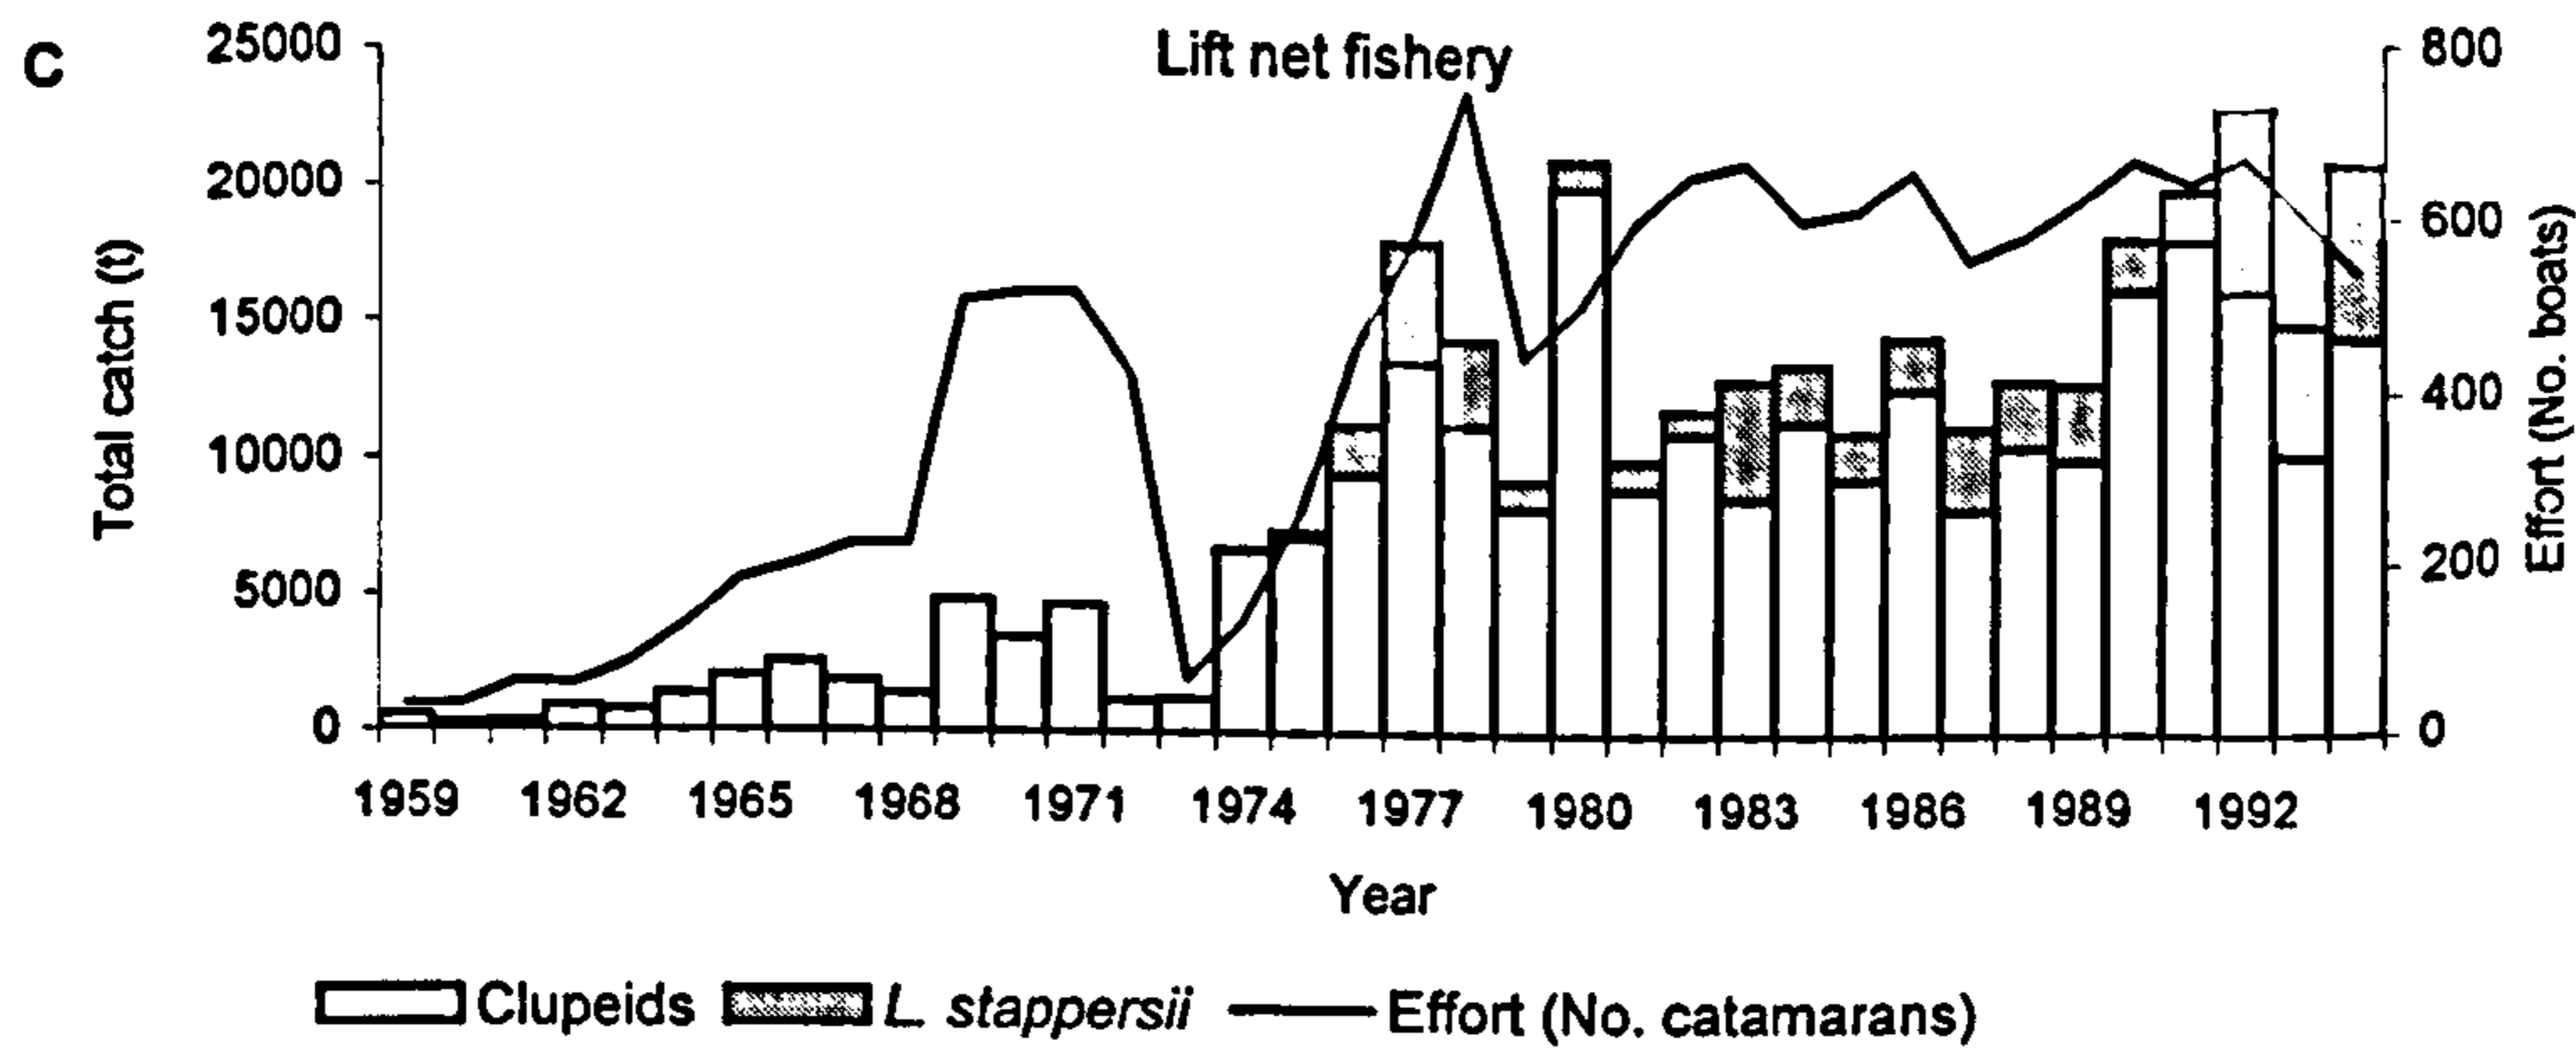 C
Lift net fishery
25000
20000
15000
10000
5000
0
Total catch (t)
800
600
400
200
0
Effort (No. boats)
1959 1962 1965 1968 1971 1974 1977 1980 1983 1986 1989 1992
Year
Clupeids L. stappersii Effort (No. catamarans)